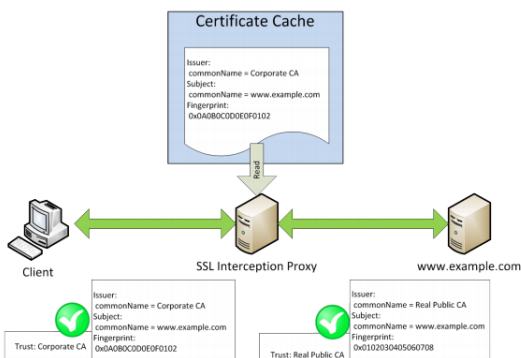 Certificate Cache
Issuer:
commonName = Corporate CA
Subject:
commonName = www.example.com
Fingerprint:
0x0A0B0C0D0E0F0102
Read
Client
SSL Interception Proxy
www.example.com
Issuer:
commonName = Corporate CA
Subject:
commonName = www.example.com
Fingerprint:
0x0A0B0C0D0E0F0102
Trust: Corporate CA
Issuer:
commonName = Real Public CA
Subject:
commonName = www.example.com
Fingerprint:
0x0102030405060708
Trust: Real Public CA